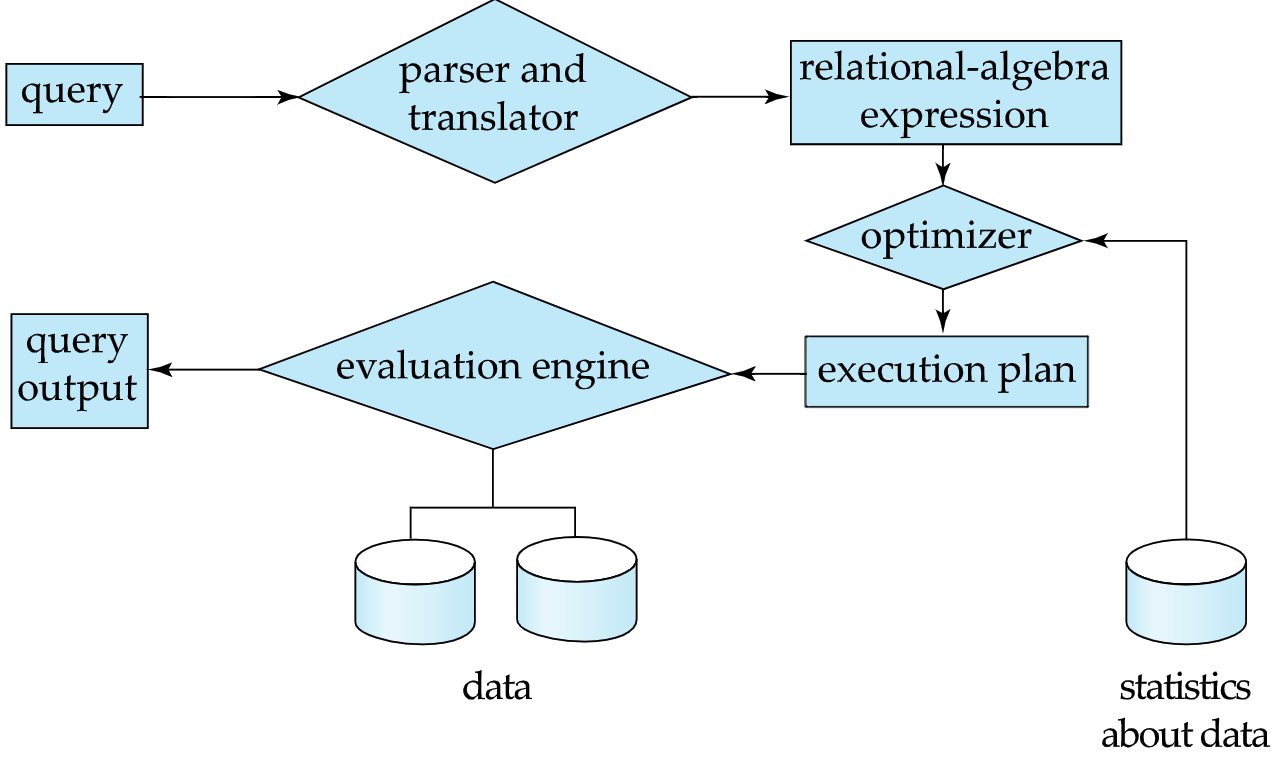 query
parser and
translator
relational-algebra
expression
optimizer
query
output
evaluation engine
execution plan
data
statistics
about data